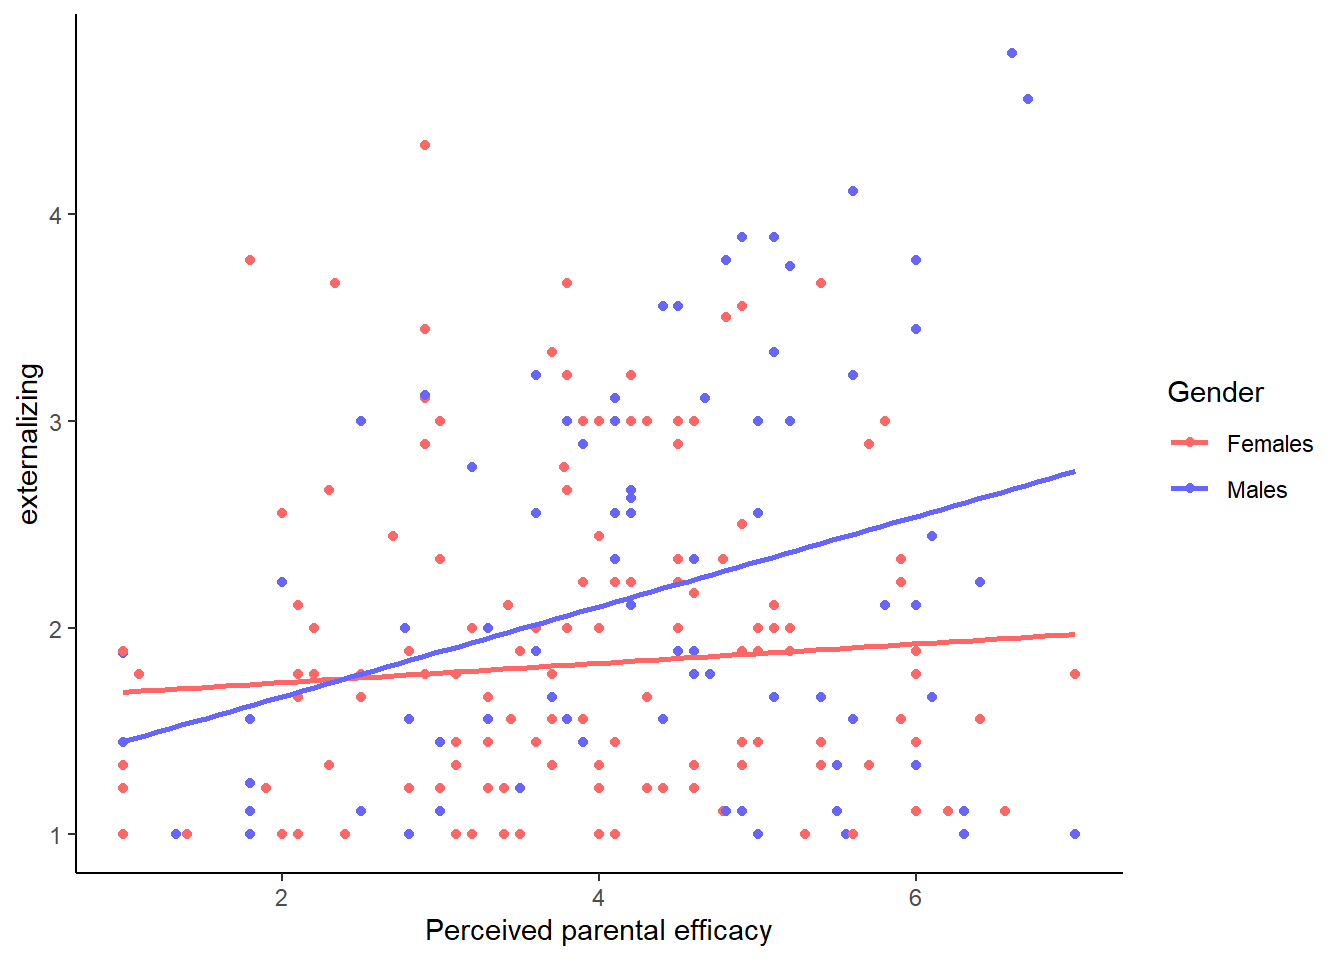 4
3
2
1
externalizing
2 4 6
Perceived parental efficacy
Gender
Females
Males